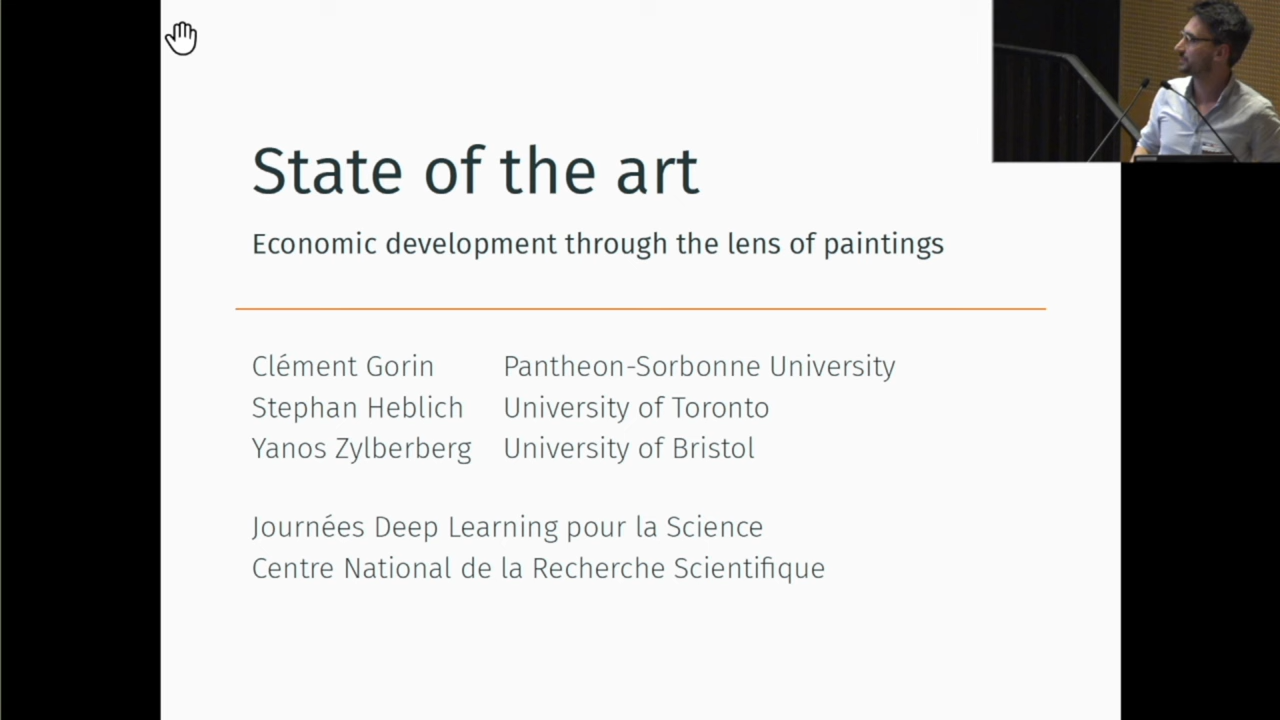 State of the art
Economic development through the lens of paintings
Clément Gorin Pantheon-Sorbonne University
Stephan Heblich University of Toronto
Yanos Zylberberg University of Bristol
Journées Deep Learning pour la Science
Centre National de la Recherche Scientifique